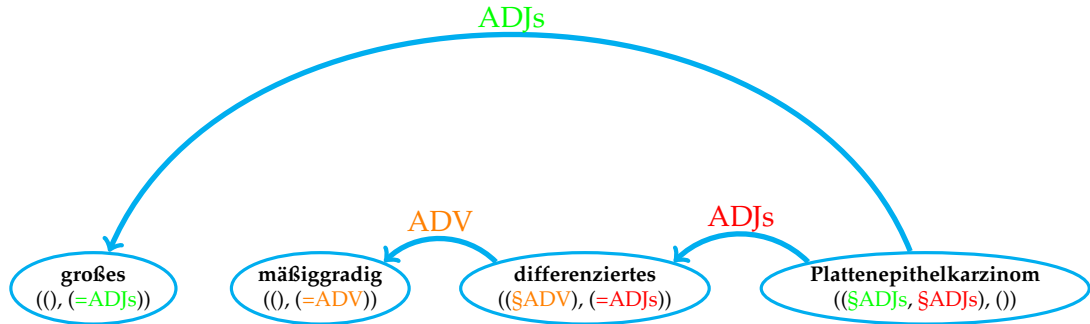 ADJs
ADV
ADJs
großes
((), (=ADJs))
mäßiggradig
((), (=ADV))
differenziertes
((§ADV), (=ADJs))
Plattenepithelkarzinom
((§ADJs, §ADJs), ())